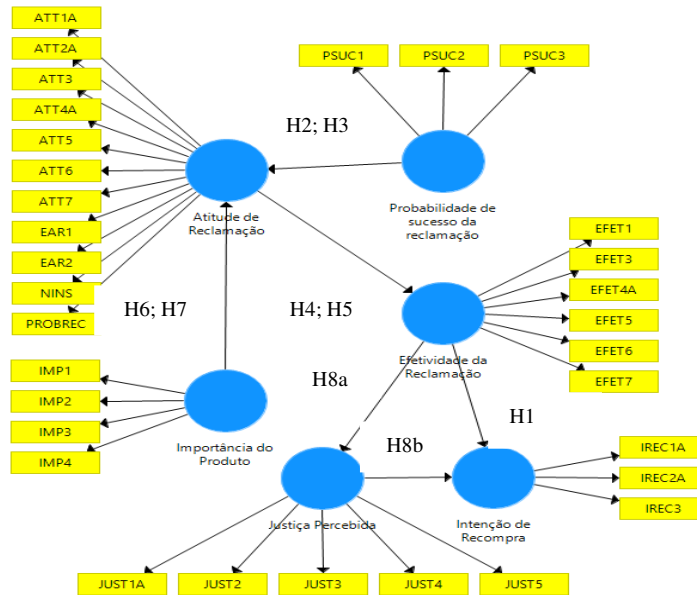 ATT1A
ATT2A
ATT3
ATT4A
ATT5
ATT6
ATT7
EAR1
EAR2
NINS
PROBREC
PSUC1
PSUC2
PSUC3
H2; H3
Atitude de
Reclamação
Probabilidade de
sucesso da
reclamação
EFET1
EFET3
EFET4A
EFET5
EFET6
EFET7
H6; H7
H4; H5
Efetividade da
Reclamação
H8a
H1
IMP1
IMP2
IMP3
IMP4
Importância do
Produto
H8b
IREC1A
IREC2A
IREC3
Justiça Percebida
Intenção de
Recompra
JUST1A
JUST2
JUST3
JUST4
JUST5